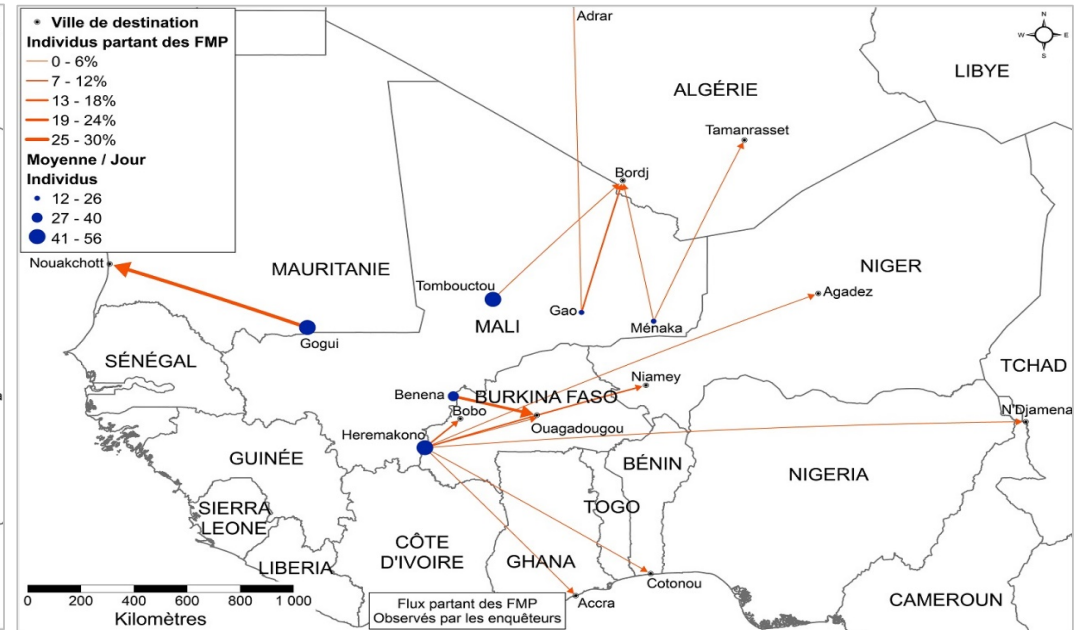 Ville de destination
Individus partant des FMP
0 - 6%
7 - 12%
13 - 18%
19 - 24%
25 - 30%
Moyenne / Jour
Individus
12 - 26
27 - 40
41 - 56
Adrar
N
W
E
S
LIBYE
ALGÉRIE
Tamanrasset
Bordj
Nouakchott
MAURITANIE
Tombouctou
NIGER
Agadez
Gao
MALI
Ménaka
Gogui
SÉNÉGAL
TCHAD
Niamey
Benena
BURKINA FASO
Bobo
N'Djamena
Ouagadougou
Heremakono
GUINÉE
BÉNIN
NIGERIA
SIERRA
LEONE
TOGO
CÔTE
D'IVOIRE
GHANA
LIBERIA
Cotonou
Accra
CAMEROUN
0 200 400 600 800 1 000
Kilomètres
Flux partant des FMP
Observés par les enquêteurs